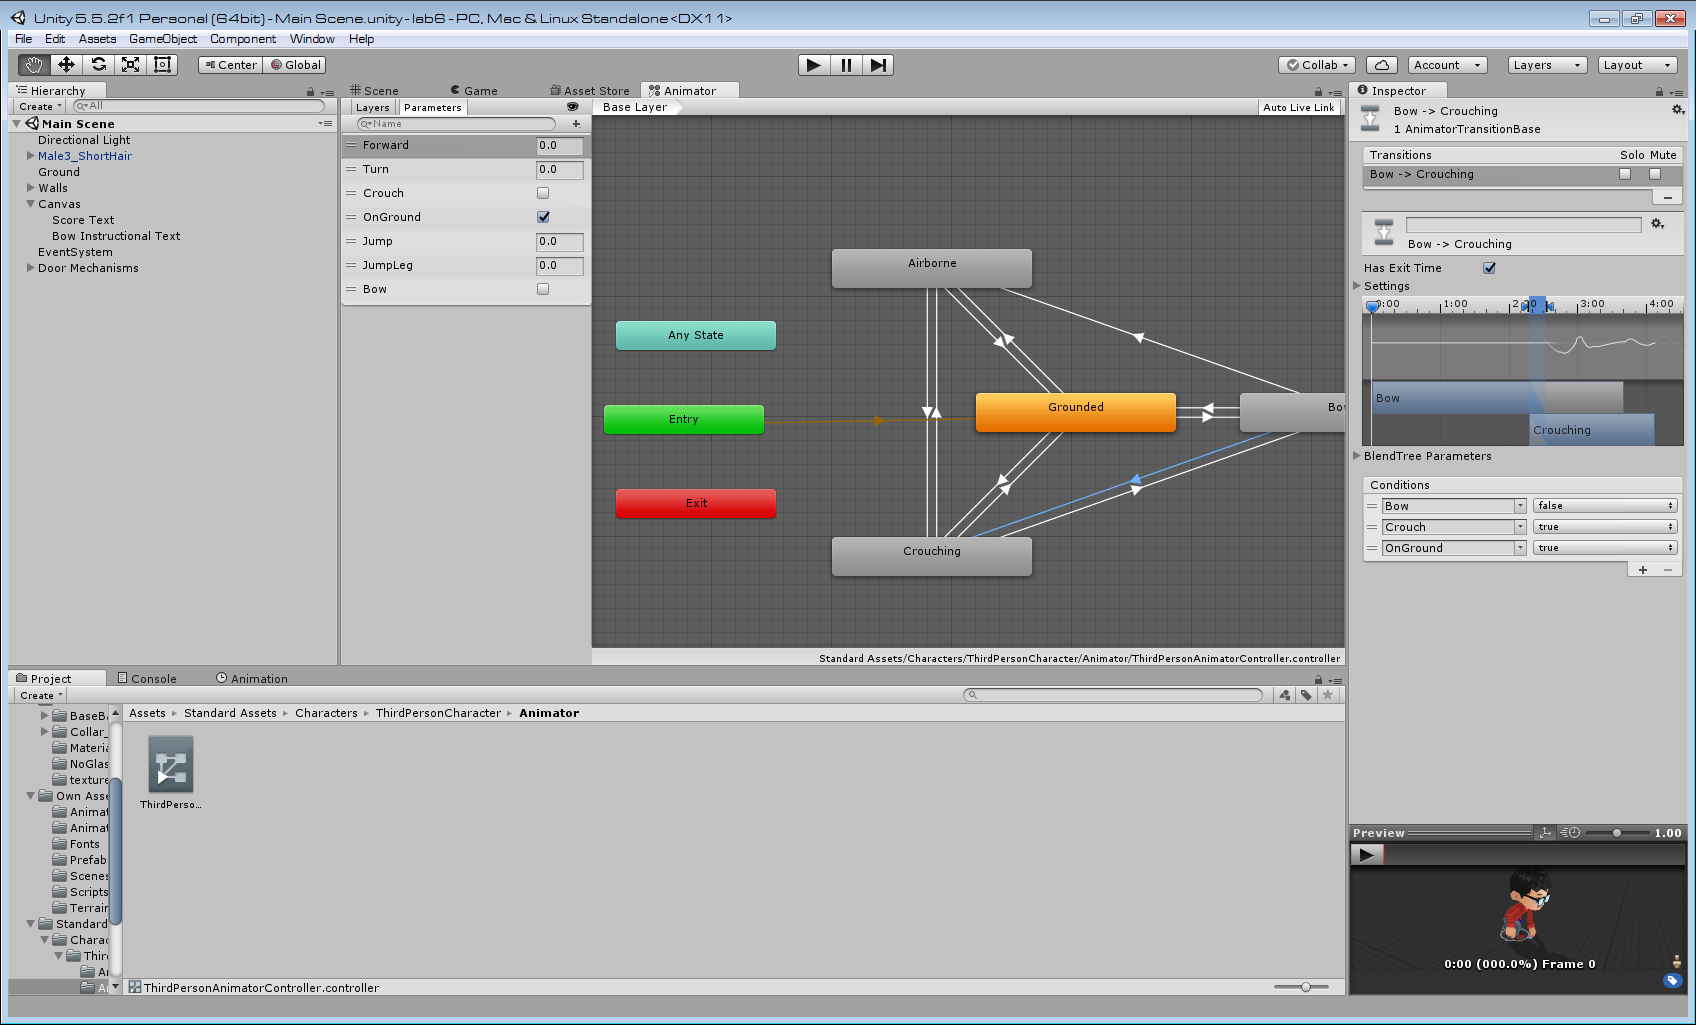 Unity 5.5.2f1 Personal (64bit) - Main Scene.unity - lab6 - PC, Mac & Linux Standalone <DX11>
File Edit Assets GameObject Component Window Help
Center Global Collab Account Layers Layout
Hierarchy
Create All
Main Scene
Directional Light
Male3_ShortHair
Ground
Walls
Canvas
Score Text
Bow Instructional Text
EventSystem
Door Mechanisms
Scene Game Asset Store Animator
Layers Parameters
Base Layer Auto Live Link
Name
Forward 0.0
Turn 0.0
Crouch
OnGround
Jump 0.0
JumpLeg 0.0
Bow
Airborne
Any State
Grounded
Bo
Entry
Exit
Crouching
Standard Assets/Characters/ThirdPersonCharacter/Animator/ThirdPersonAnimatorController.controller
Inspector
Bow -> Crouching
1 AnimatorTransitionBase
Transitions Solo Mute
Bow -> Crouching
Bow -> Crouching
Has Exit Time
Settings
0:00 1:00 3:00 4:00
Bow
Crouching
BlendTree Parameters
Conditions
Bow false
Crouch true
OnGround true
Project Console Animation
Create
Assets Standard Assets Characters ThirdPersonCharacter Animator
BaseB
Collar_
Materia
NoGlas
texture
Own Asse
Animat
Animat
Fonts
Prefab
Scenes
Scripts
Terrain
Standard
Charac
Thir
A
A
ThirdPerso...
ThirdPersonAnimatorController.controller
Preview 1.00
0:00 (000.0%) Frame 0